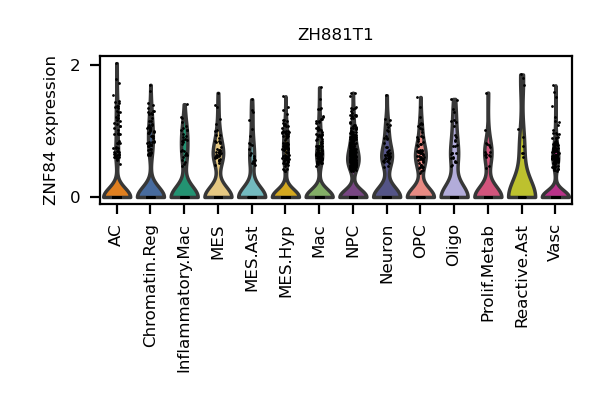 ZH881T1
ZNF84 expression
2
0
AC
Chromatin.Reg
Inflammatory.Mac
MES
MES.Ast
MES.Hyp
Mac
NPC
Neuron
OPC
Oligo
Prolif.Metab
Reactive.Ast
Vasc